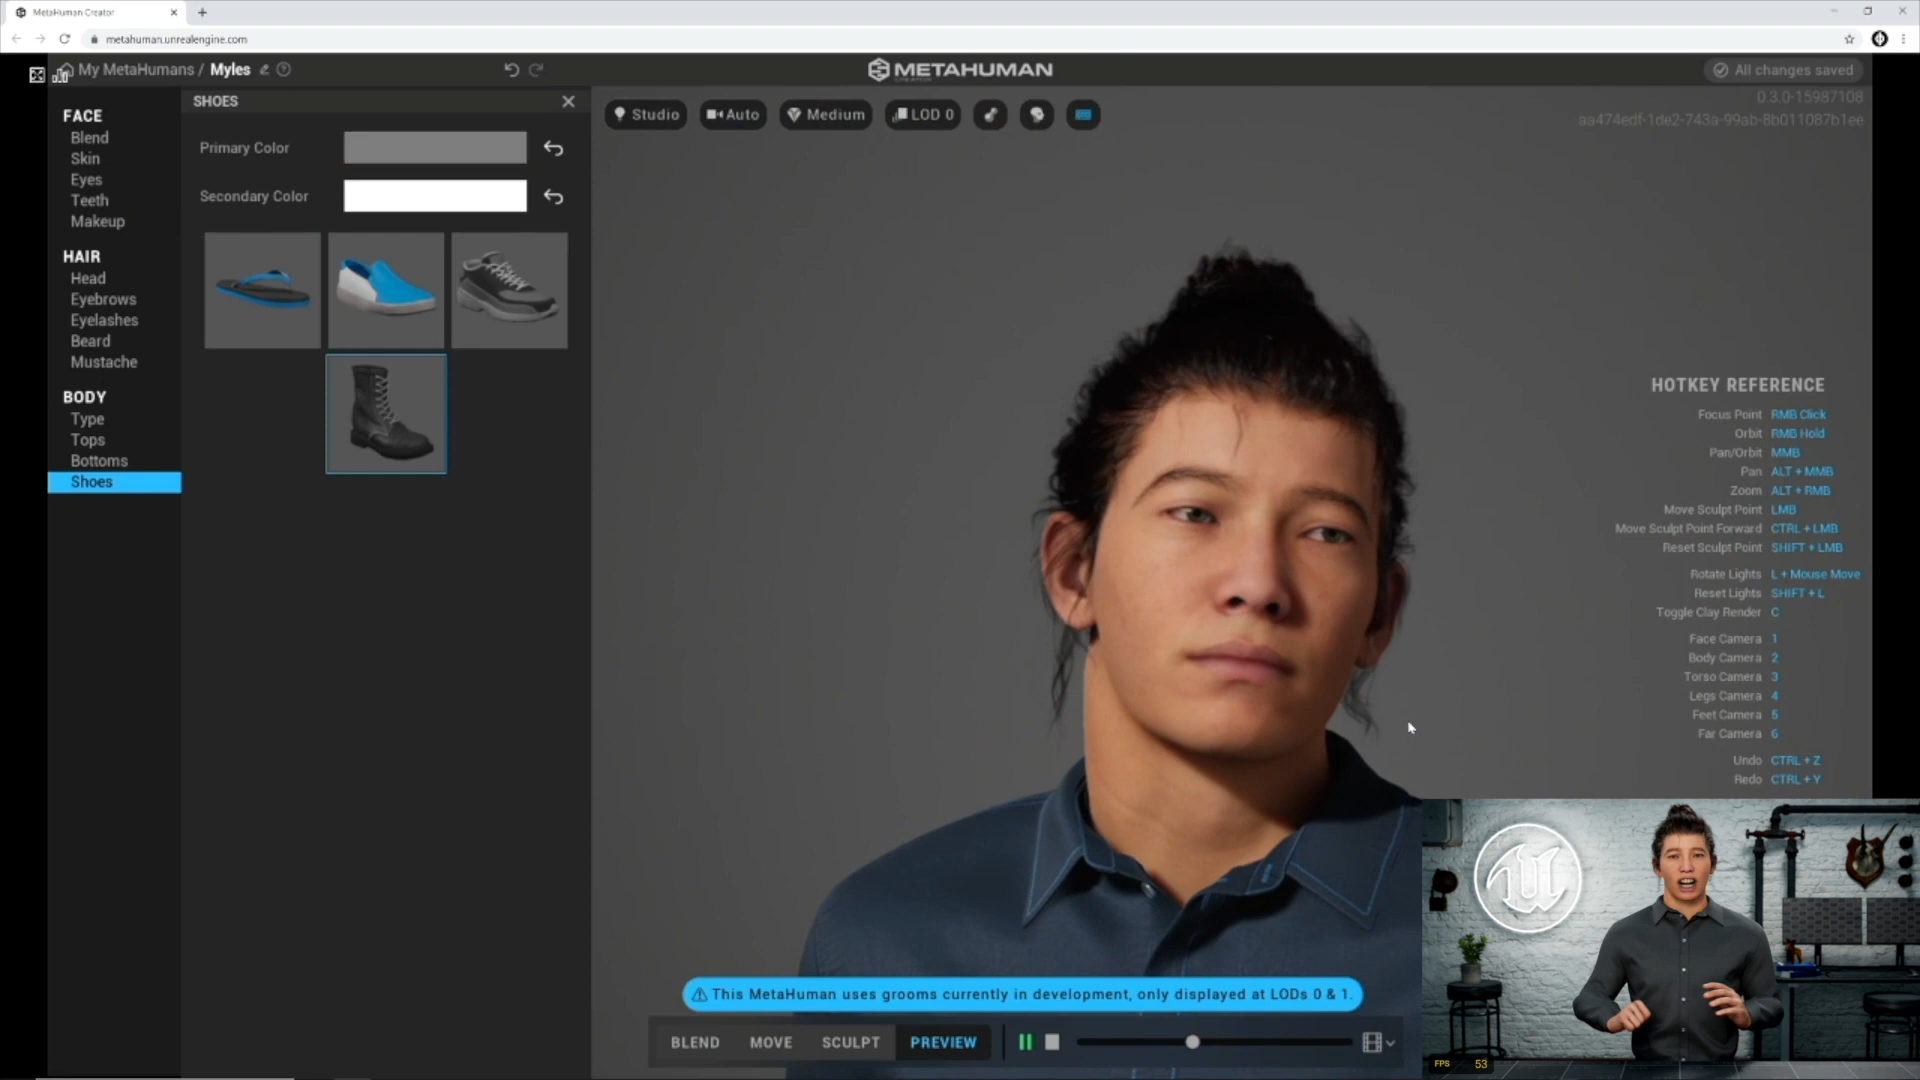 MetaHuman Creator
metahuman.unrealengine.com
My MetaHumans / Myles
METAHUMAN
CREATOR
All changes saved
0.3.0-15987108
aa474edf-1de2-743a-99ab-8b011087b1ee
FACE
Blend
Skin
Eyes
Teeth
Makeup
HAIR
Head
Eyebrows
Eyelashes
Beard
Mustache
BODY
Type
Tops
Bottoms
Shoes
SHOES
Primary Color
Secondary Color
Studio
Auto
Medium
LOD 0
HOTKEY REFERENCE
Focus Point RMB Click
Orbit RMB Hold
Pan/Orbit MMB
Pan ALT + MMB
Zoom ALT + RMB
Move Sculpt Point LMB
Move Sculpt Point Forward CTRL + LMB
Reset Sculpt Point SHIFT + LMB
Rotate Lights L + Mouse Move
Reset Lights SHIFT + L
Toggle Clay Render C
Face Camera 1
Body Camera 2
Torso Camera 3
Legs Camera 4
Feet Camera 5
Far Camera 6
Undo CTRL + Z
Redo CTRL + Y
This MetaHuman uses grooms currently in development, only displayed at LODs 0 & 1.
BLEND
MOVE
SCULPT
PREVIEW
FPS 53